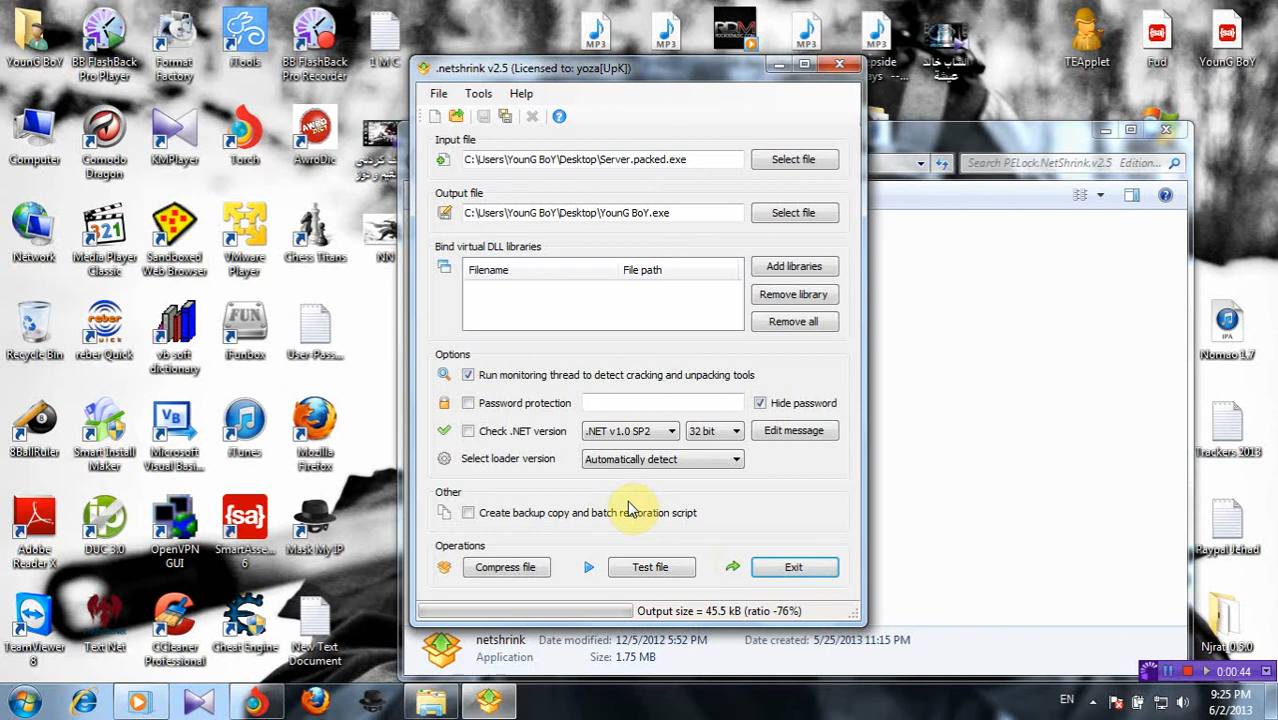 YounG BoY
BB FlashBack Pro Player
Format Factory
iTools
BB FlashBack Pro Recorder
1 M C
MP3
MP3
MP3
MP3
TEApplet
Fud
YounG BoY
.netshrink v2.5 (Licensed to: yoza[UpK])
File Tools Help
Input file
C:\Users\YounG BoY\Desktop\Server.packed.exe
Select file
Output file
C:\Users\YounG BoY\Desktop\YounG BoY.exe
Select file
Bind virtual DLL libraries
Filename File path
Add libraries
Remove library
Remove all
Options
Run monitoring thread to detect cracking and unpacking tools
Password protection
Hide password
Check .NET version
.NET v1.0 SP2
32 bit
Edit message
Select loader version
Automatically detect
Other
Create backup copy and batch restoration script
Operations
Compress file
Test file
Exit
Output size = 45.5 kB (ratio -76%)
Search PELock.NetShrink.v2.5 Edition...
netshrink Date modified: 12/5/2012 5:52 PM Date created: 5/25/2013 11:15 PM
Application Size: 1.75 MB
Computer
Comodo Dragon
KMPlayer
Torch
AwroDic
Network
Media Player Classic
Sandboxed Web Browser
VMware Player
Chess Titans
NN
Recycle Bin
reber Quick
vb soft dictionary
FUN
iFunbox
User-Pass...
IPA
Nomao 1.7
8BallRuler
Smart Install Maker
VB
Microsoft Visual Basi...
iTunes
Mozilla Firefox
Trackers 2013
Adobe Reader X
DUC 3.0
OpenVPN GUI
{sa}
SmartAsse... 6
Mask My IP
Paypal Jehad
TeamViewer 8
Text Net
CCleaner Professional
Cheat Engine
New Text Document
Njrat 0.5.0
0:00:44
EN
9:25 PM
6/2/2013